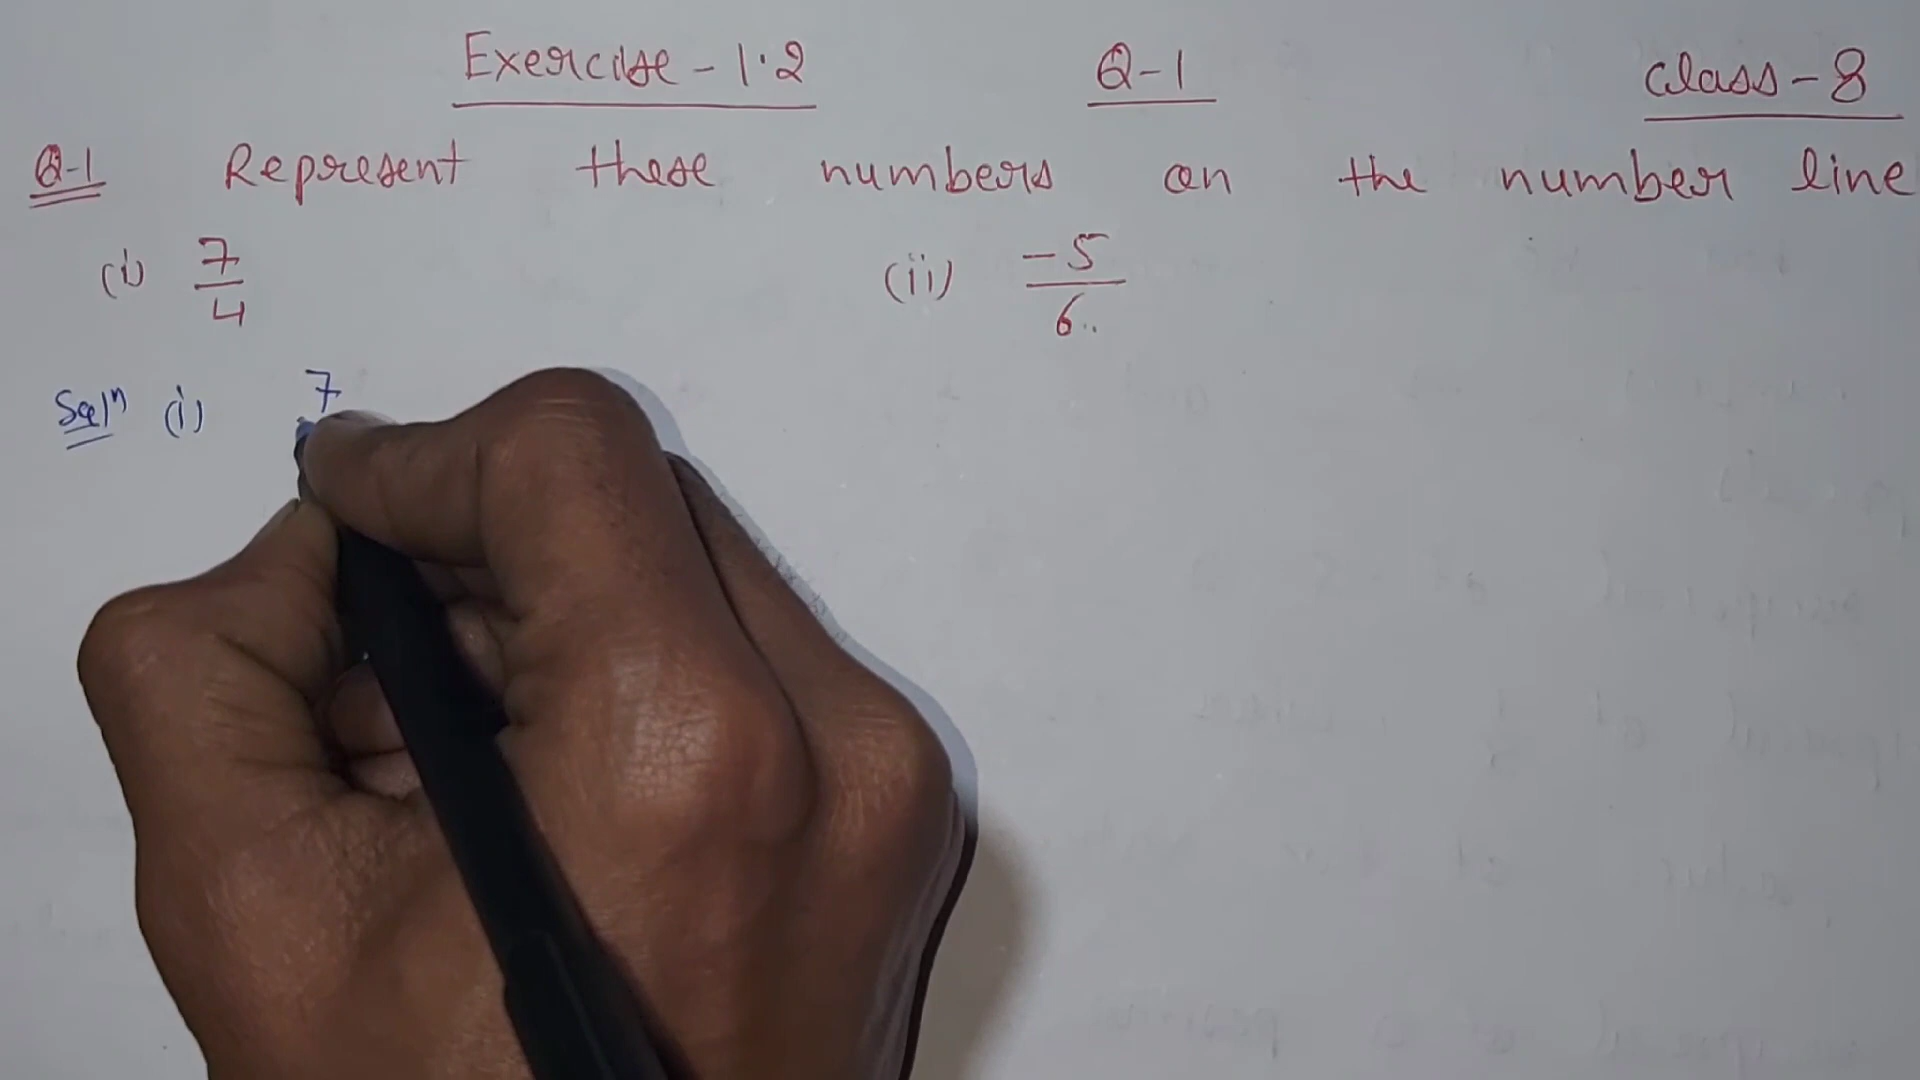 Exercise - 1.2 Q-1 Class - 8
Q-1 Represent these numbers on the number line
(i) 7/4 (ii) -5/6
Solⁿ (i) 7